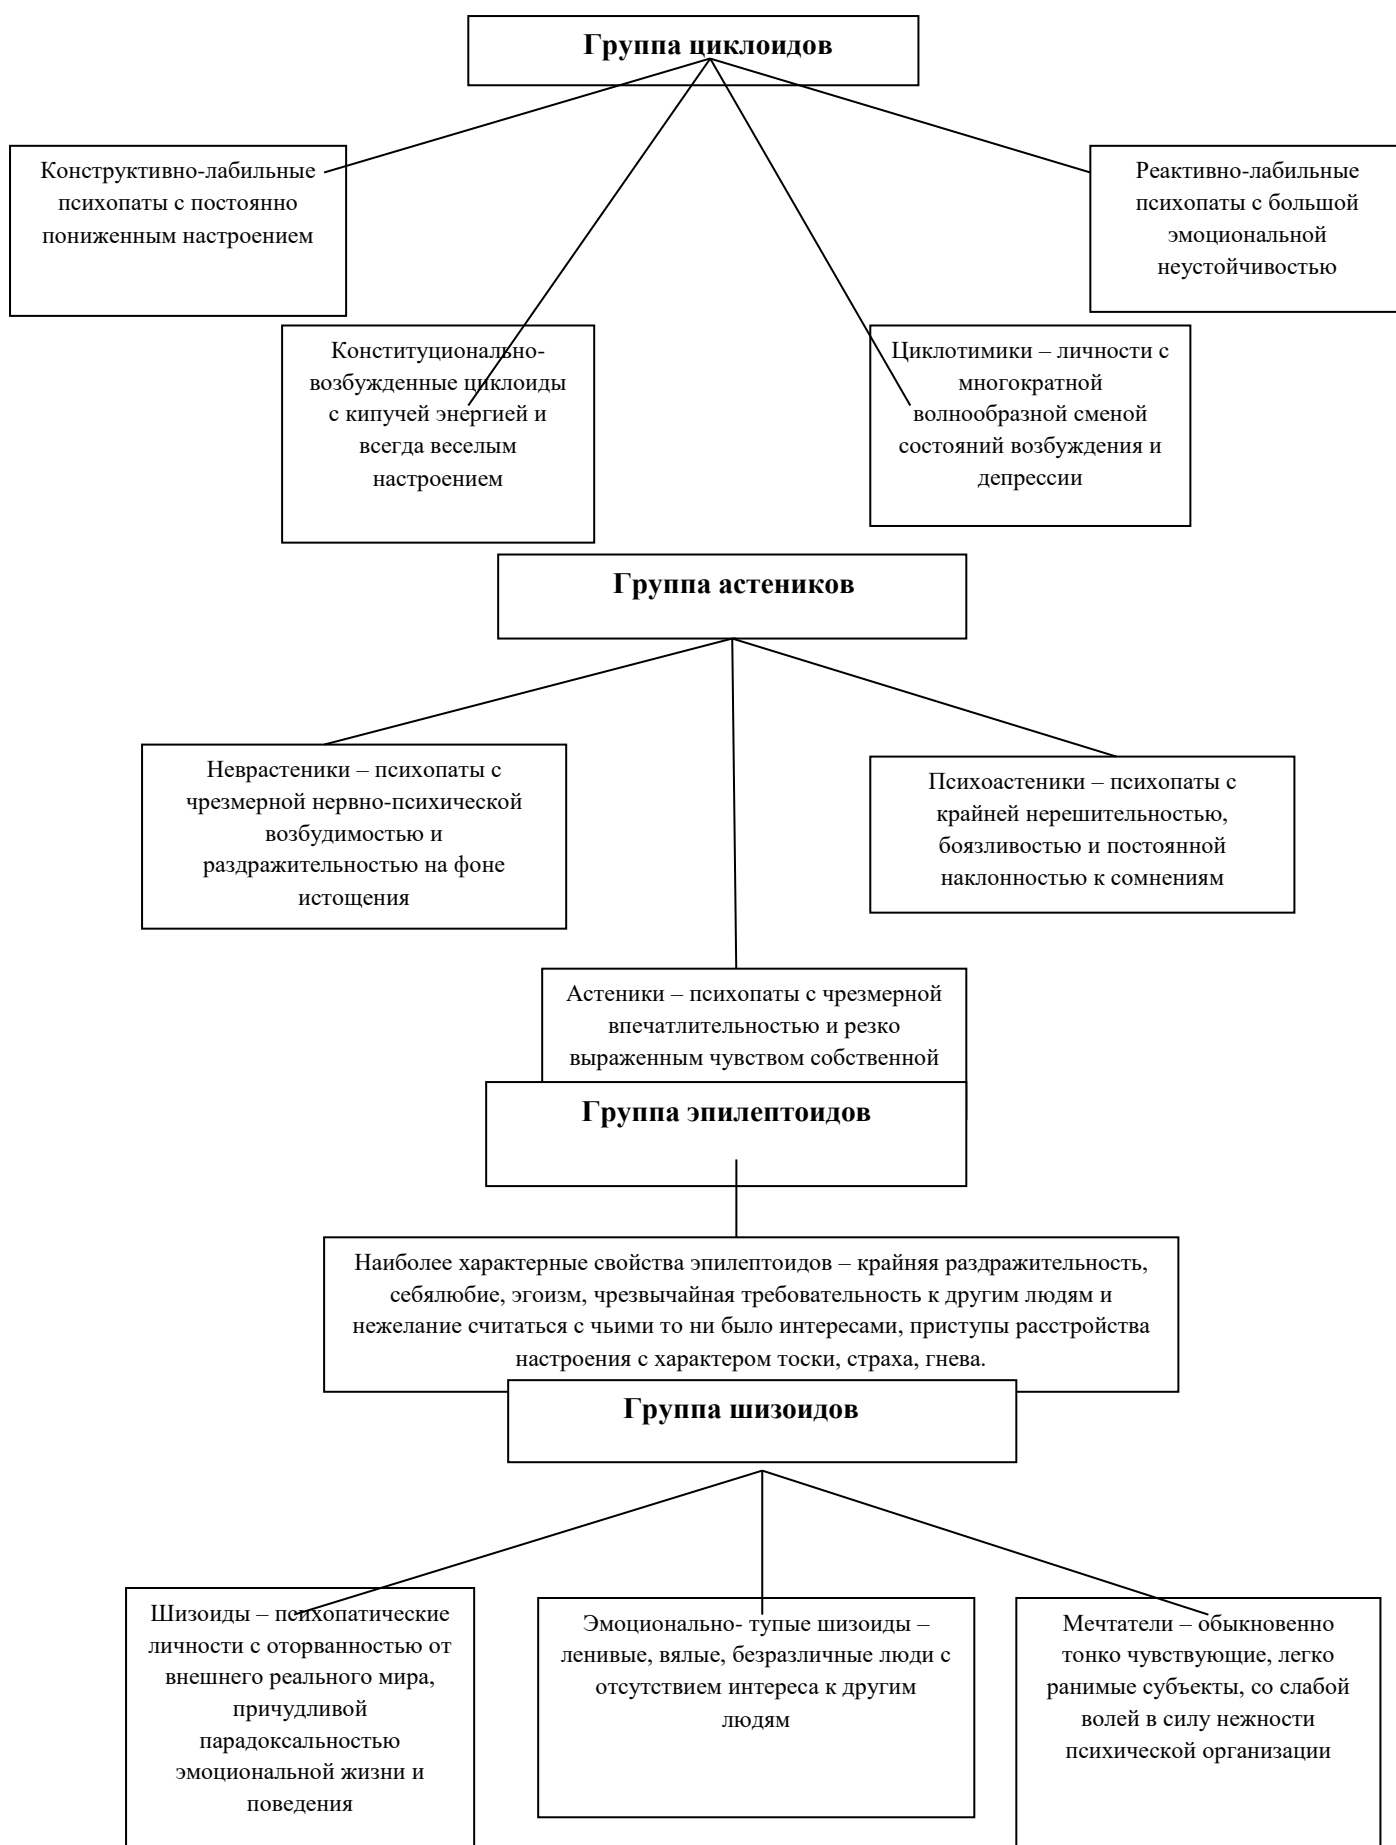 Группа циклоидов
Конструктивно-лабильные
психопаты с постоянно
пониженным настроением
Реактивно-лабильные
психопаты с большой
эмоциональной
неустойчивостью
Конституционально-
возбужденные циклоиды
с кипучей энергией и
всегда веселым
настроением
Циклотимики – личности с
многократной
волнообразной сменой
состояний возбуждения и
депрессии
Группа астеников
Неврастеники – психопаты с
чрезмерной нервно-психической
возбудимостью и
раздражительностью на фоне
истощения
Психоастеники – психопаты с
крайней нерешительностью,
боязливостью и постоянной
наклонностью к сомнениям
Астеники – психопаты с чрезмерной
впечатлительностью и резко
выраженным чувством собственной
Группа эпилептоидов
Наиболее характерные свойства эпилептоидов – крайняя раздражительность,
себялюбие, эгоизм, чрезвычайная требовательность к другим людям и
нежелание считаться с чьими то ни было интересами, приступы расстройства
настроения с характером тоски, страха, гнева.
Группа шизоидов
Шизоиды – психопатические
личности с оторванностью от
внешнего реального мира,
причудливой
парадоксальностью
эмоциональной жизни и
поведения
Эмоционально- тупые шизоиды –
ленивые, вялые, безразличные люди с
отсутствием интереса к другим
людям
Мечтатели – обыкновенно
тонко чувствующие, легко
ранимые субъекты, со слабой
волей в силу нежности
психической организации